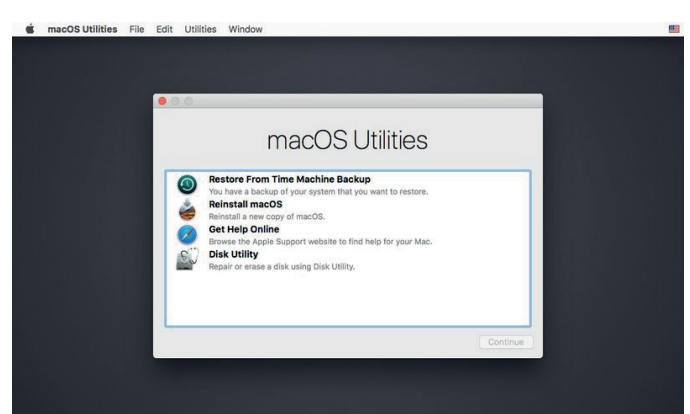 macOS Utilities File Edit Utilities Window
macOS Utilities
Restore From Time Machine Backup
You have a backup of your system that you want to restore.
Reinstall macOS
Reinstall a new copy of macOS.
Get Help Online
Browse the Apple Support website to find help for your Mac.
Disk Utility
Repair or erase a disk using Disk Utility.
Continue